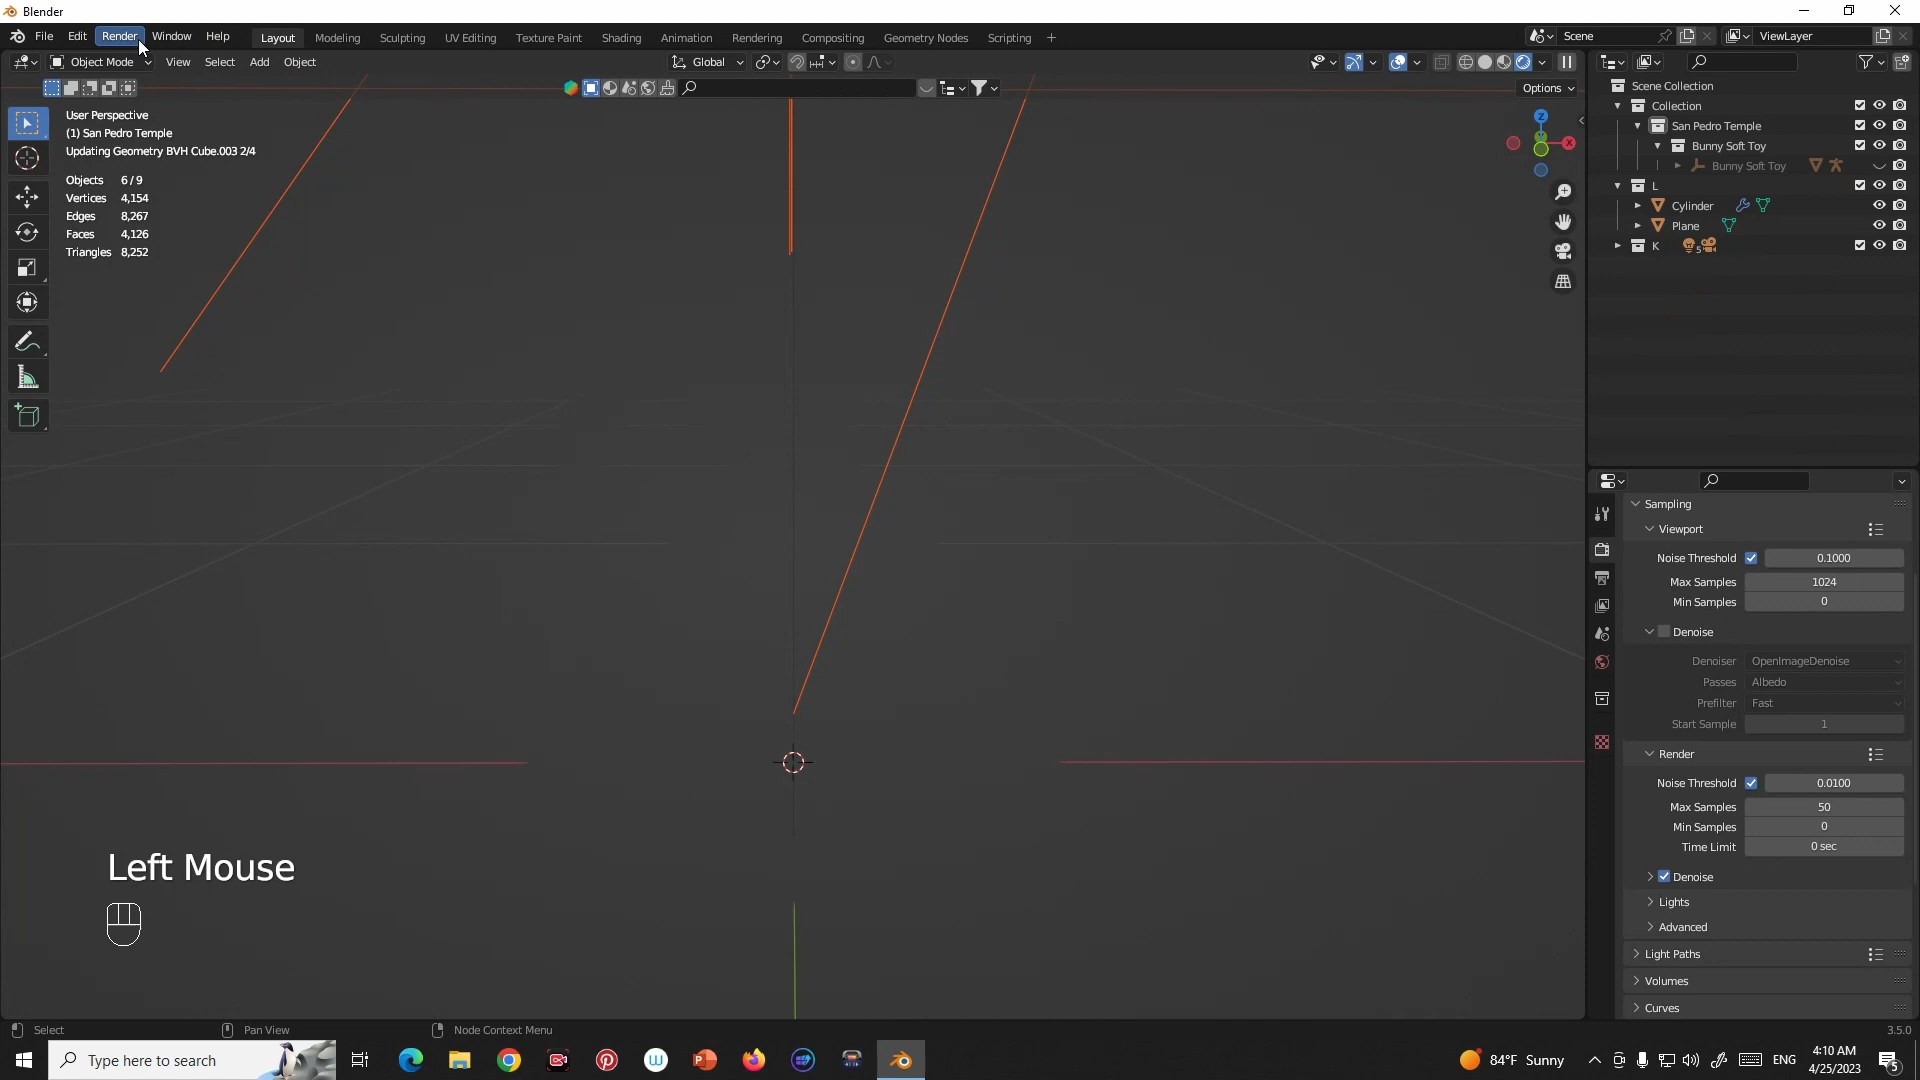 Blender
File Edit Render Window Help Layout Modeling Sculpting UV Editing Texture Paint Shading Animation Rendering Compositing Geometry Nodes Scripting + Scene ViewLayer
Object Mode View Select Add Object Global
Options
User Perspective
(1) San Pedro Temple
Updating Geometry BVH Cube.003 2/4
Objects 6/9
Vertices 4,154
Edges 8,267
Faces 4,126
Triangles 8,252
Z
X
Scene Collection
Collection
San Pedro Temple
Bunny Soft Toy
Bunny Soft Toy
L
Cylinder
Plane
K 5
Sampling
Viewport
Noise Threshold 0.1000
Max Samples 1024
Min Samples 0
Denoise
Denoiser OpenImageDenoise
Passes Albedo
Prefilter Fast
Start Sample 1
Render
Noise Threshold 0.0100
Max Samples 50
Min Samples 0
Time Limit 0 sec
Denoise
Lights
Advanced
Light Paths
Volumes
Curves
Left Mouse
Select Pan View Node Context Menu 3.5.0
Type here to search 84°F Sunny ENG 4:10 AM
4/25/2023 5